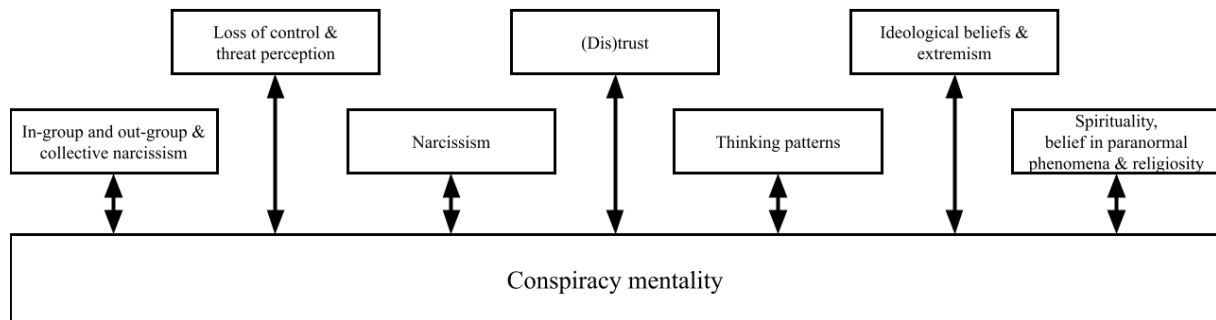 Loss of control &
threat perception
(Dis)trust
Ideological beliefs &
extremism
In-group and out-group &
collective narcissism
Narcissism
Thinking patterns
Spirituality,
belief in paranormal
phenomena & religiosity
Conspiracy mentality